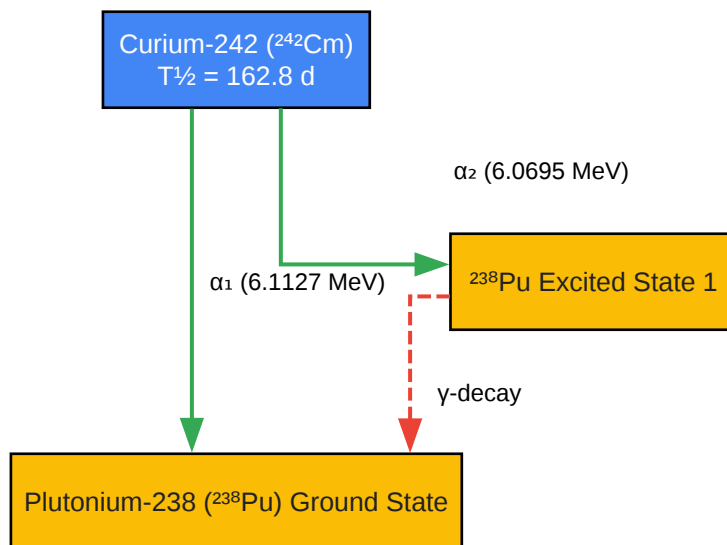 Curium-242 (²⁴²Cm)
T½ = 162.8 d
α₂ (6.0695 MeV)
α₁ (6.1127 MeV)
²³⁸Pu Excited State 1
γ-decay
Plutonium-238 (²³⁸Pu) Ground State